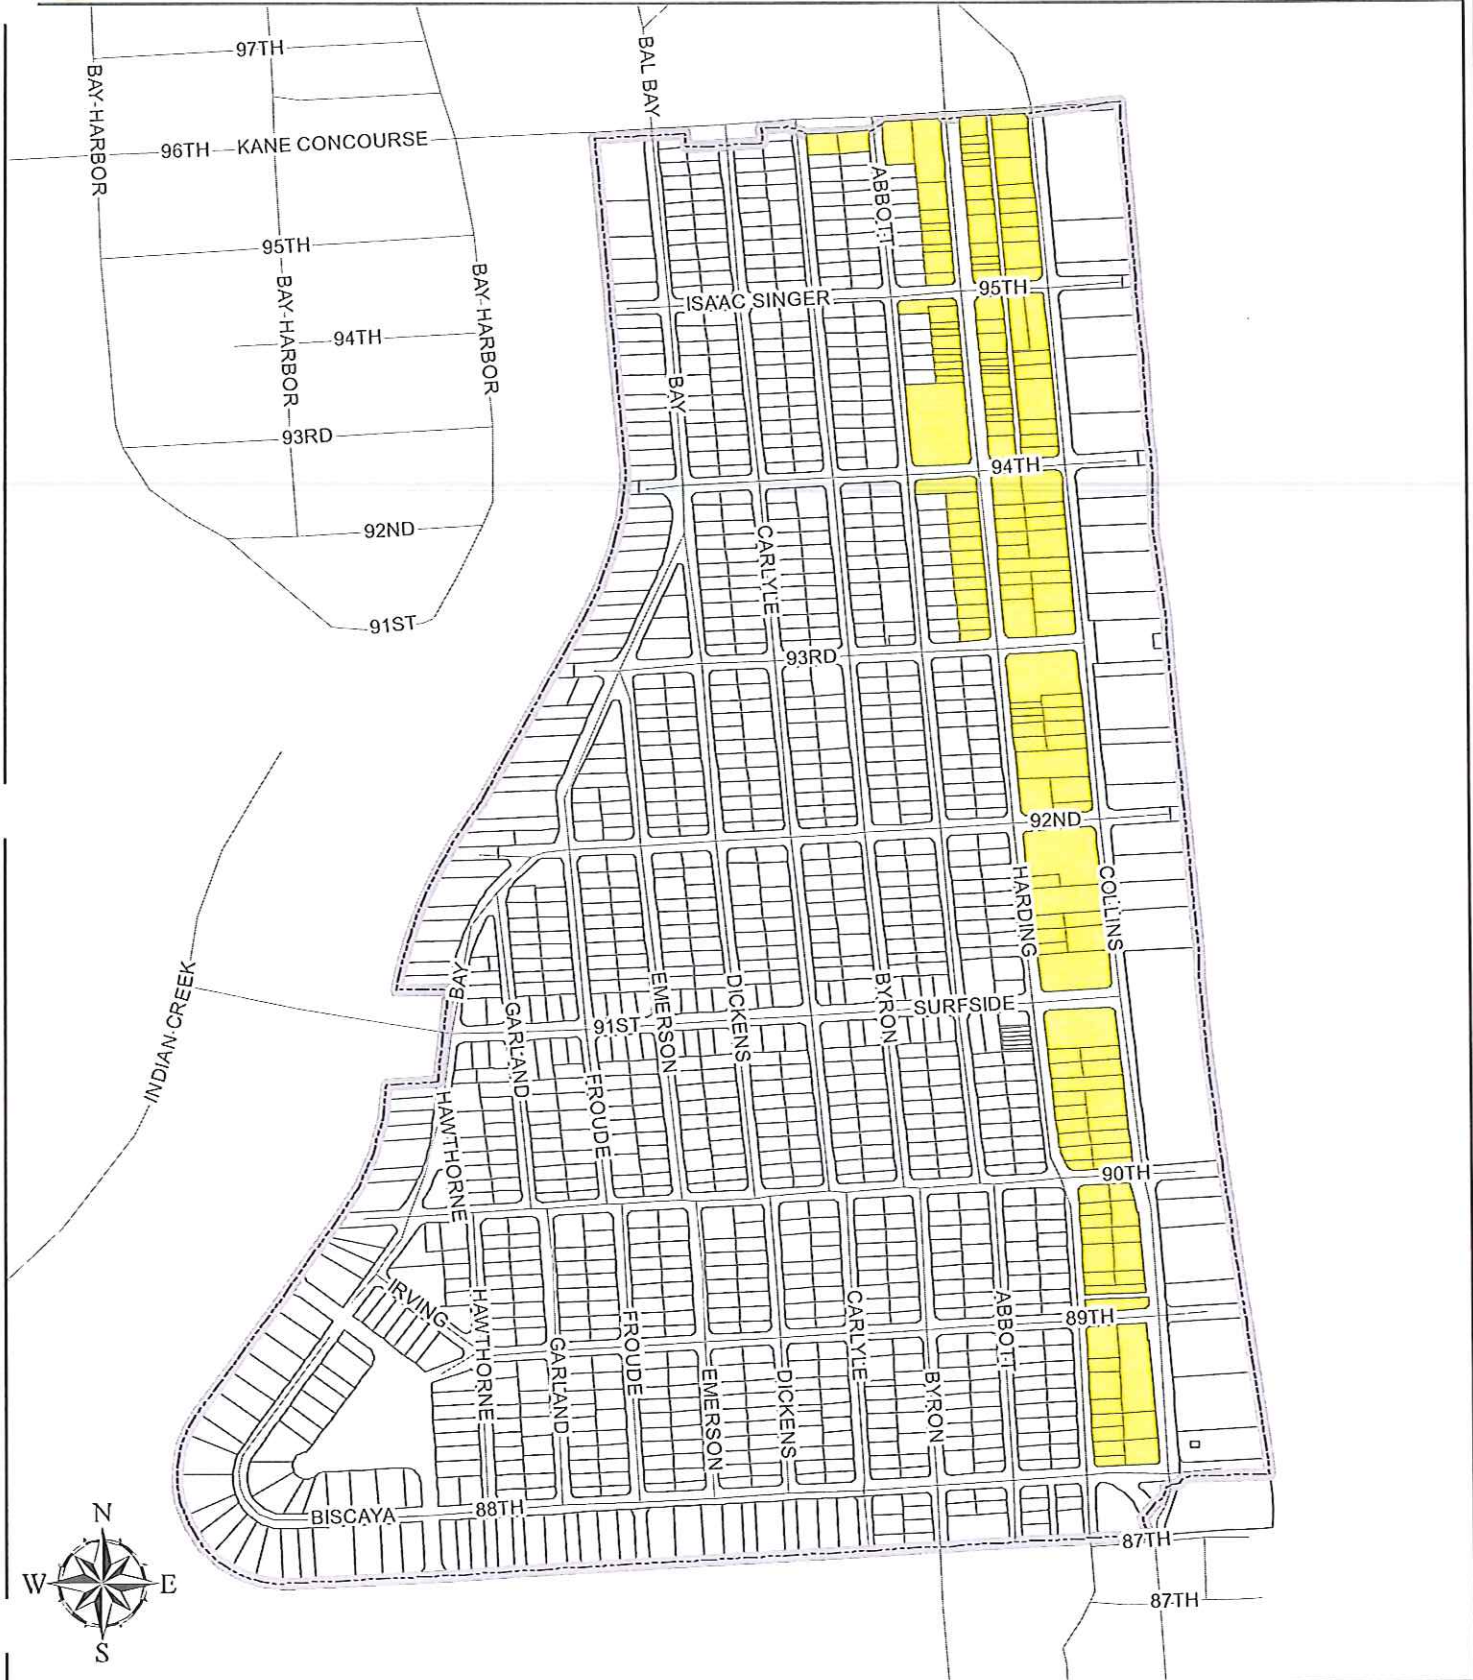 97TH
BAL BAY
BAY-HARBOR
96TH
KANE CONCOURSE
ABBOTT
95TH
BAY-HARBOR
BAY-HARBOR
95TH
ISAAC SINGER
94TH
BAY
93RD
94TH
92ND
CARLYLE
91ST
93RD
92ND
HARDING
COLLINS
INDIAN CREEK
BAY
GARLAND
91ST
EMERSON
DICKENS
BYRON
SURFSIDE
FROUDE
HAWTHORNE
90TH
IRVING
HAWTHORNE
GARLAND
FROUDE
EMERSON
DICKENS
CARLYLE
BYRON
ABBOTT
89TH
BISCAYA
88TH
87TH
87TH
N
W
E
S